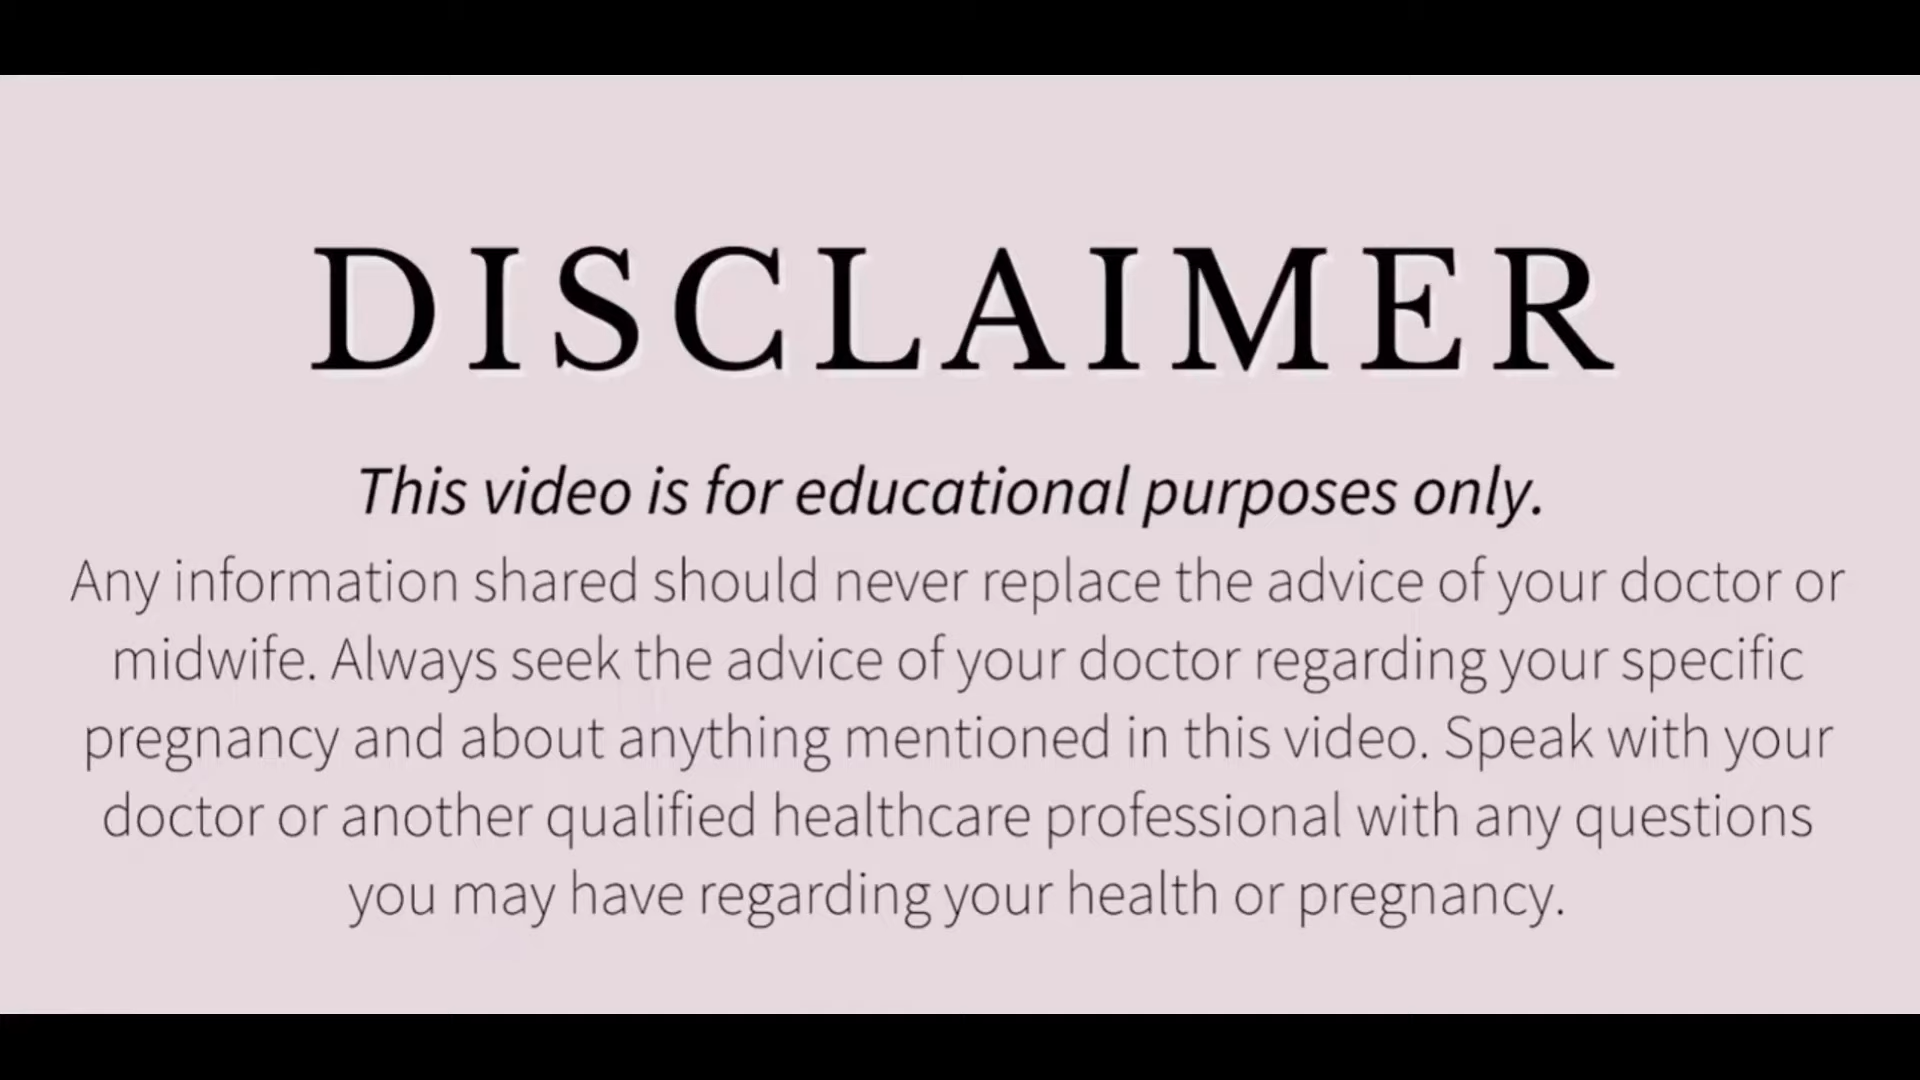 DISCLAIMER
This video is for educational purposes only.
Any information shared should never replace the advice of your doctor or
midwife. Always seek the advice of your doctor regarding your specific
pregnancy and about anything mentioned in this video. Speak with your
doctor or another qualified healthcare professional with any questions
you may have regarding your health or pregnancy.